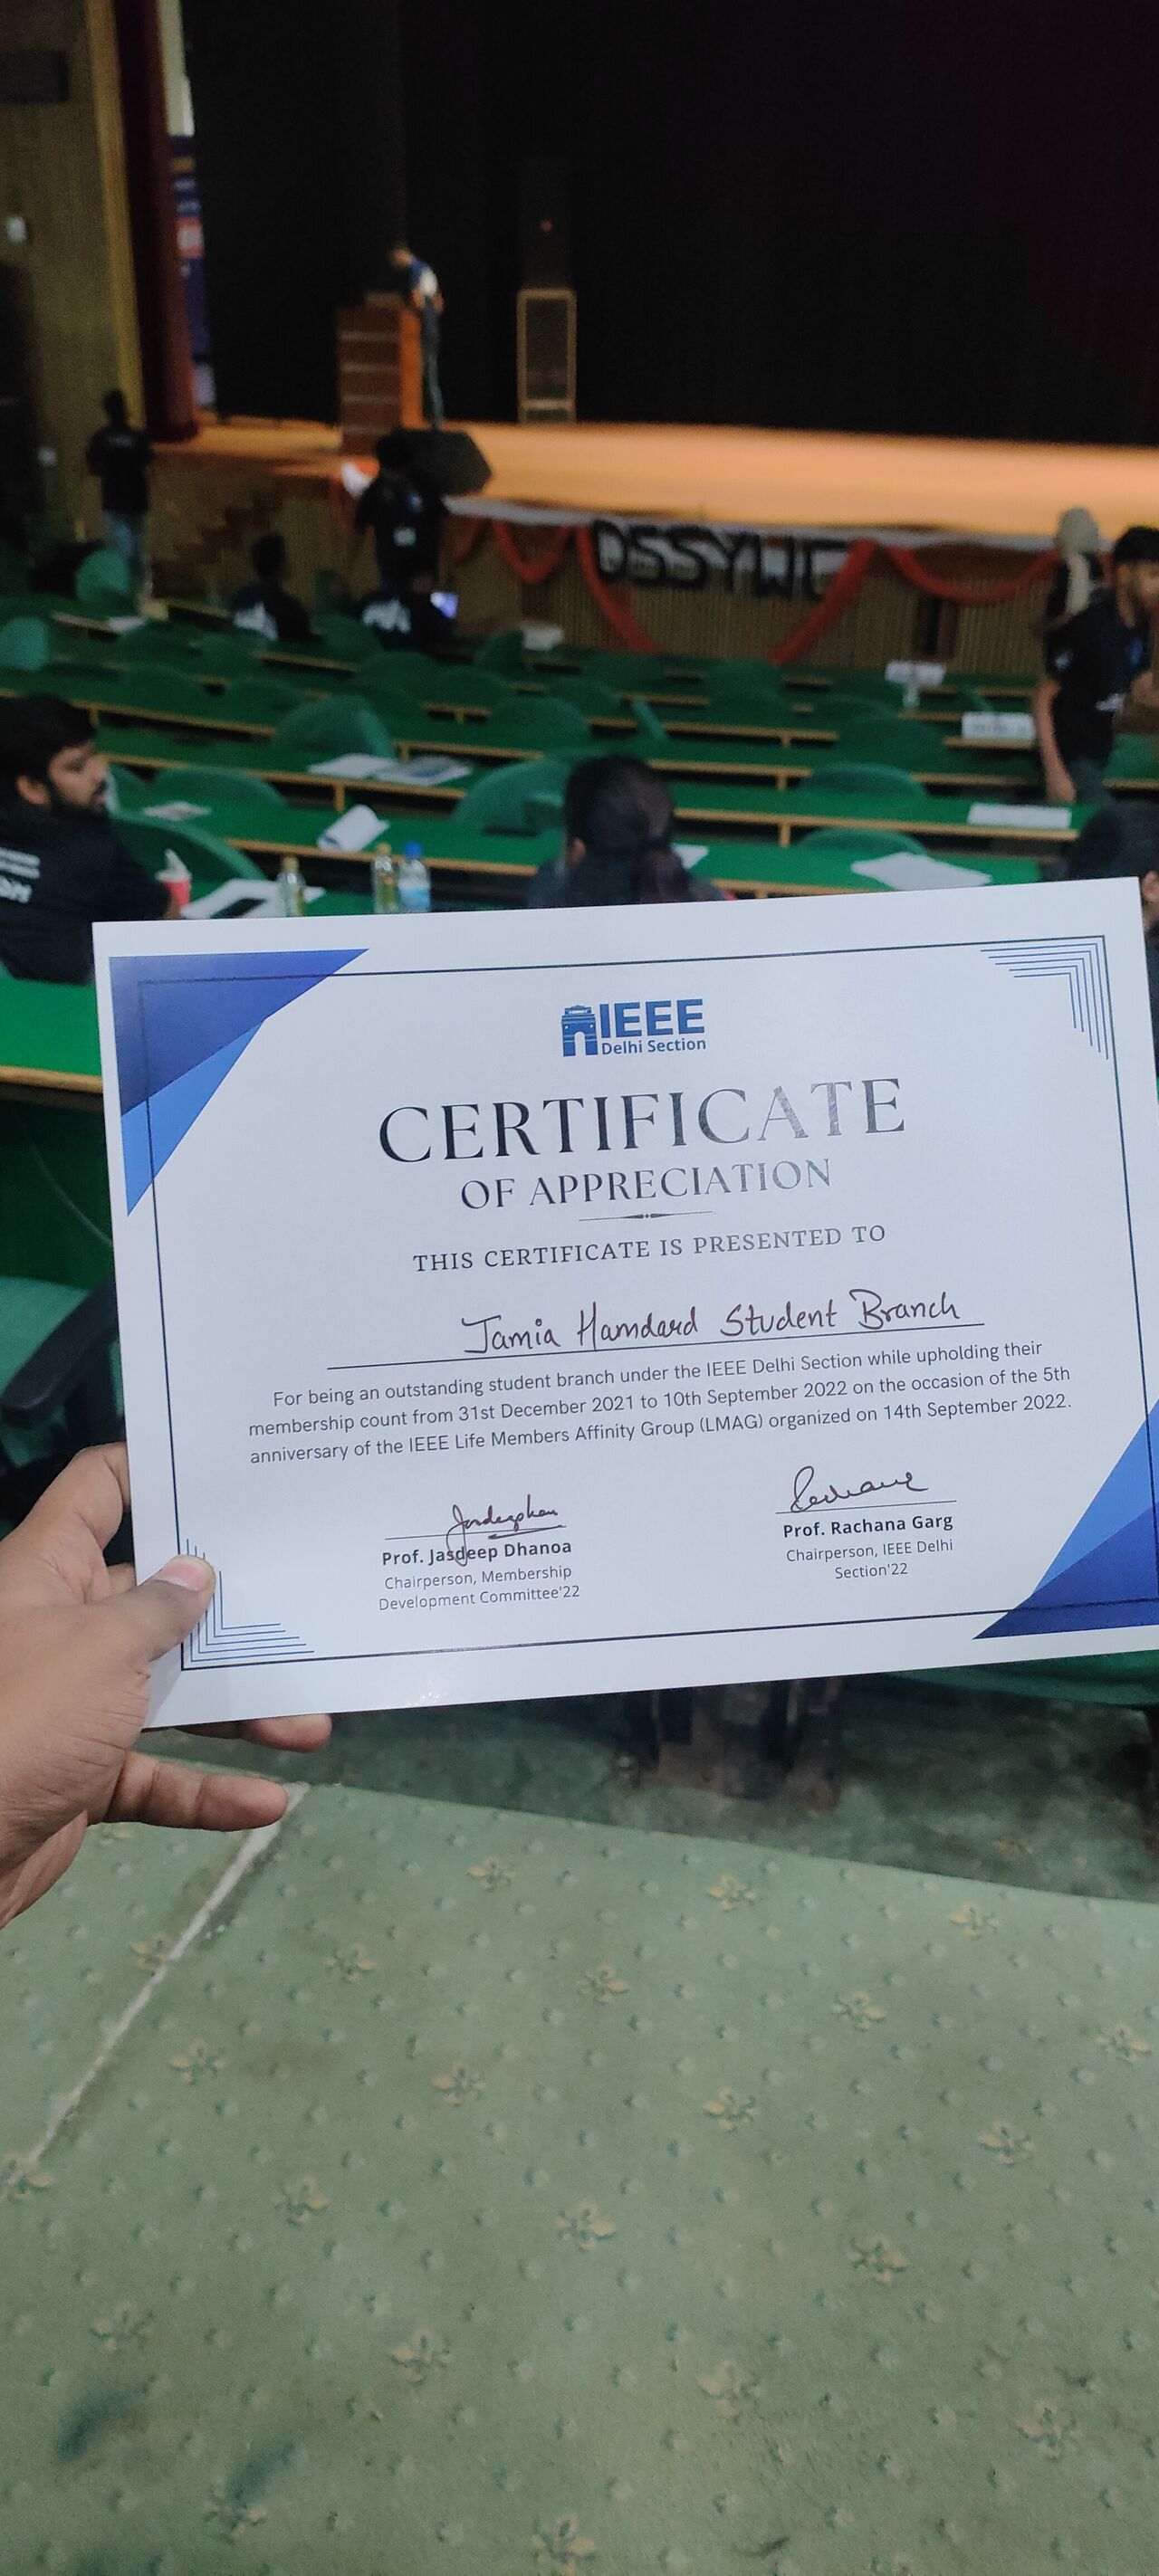 DSSYWC
IEEE
Delhi Section
CERTIFICATE
OF APPRECIATION
THIS CERTIFICATE IS PRESENTED TO
Jamia Hamdard Student Branch
For being an outstanding student branch under the IEEE Delhi Section while upholding their
membership count from 31st December 2021 to 10th September 2022 on the occasion of the 5th
anniversary of the IEEE Life Members Affinity Group (LMAG) organized on 14th September 2022.
Prof. Jasdeep Dhanoa
Chairperson, Membership
Development Committee'22
Prof. Rachana Garg
Chairperson, IEEE Delhi
Section'22